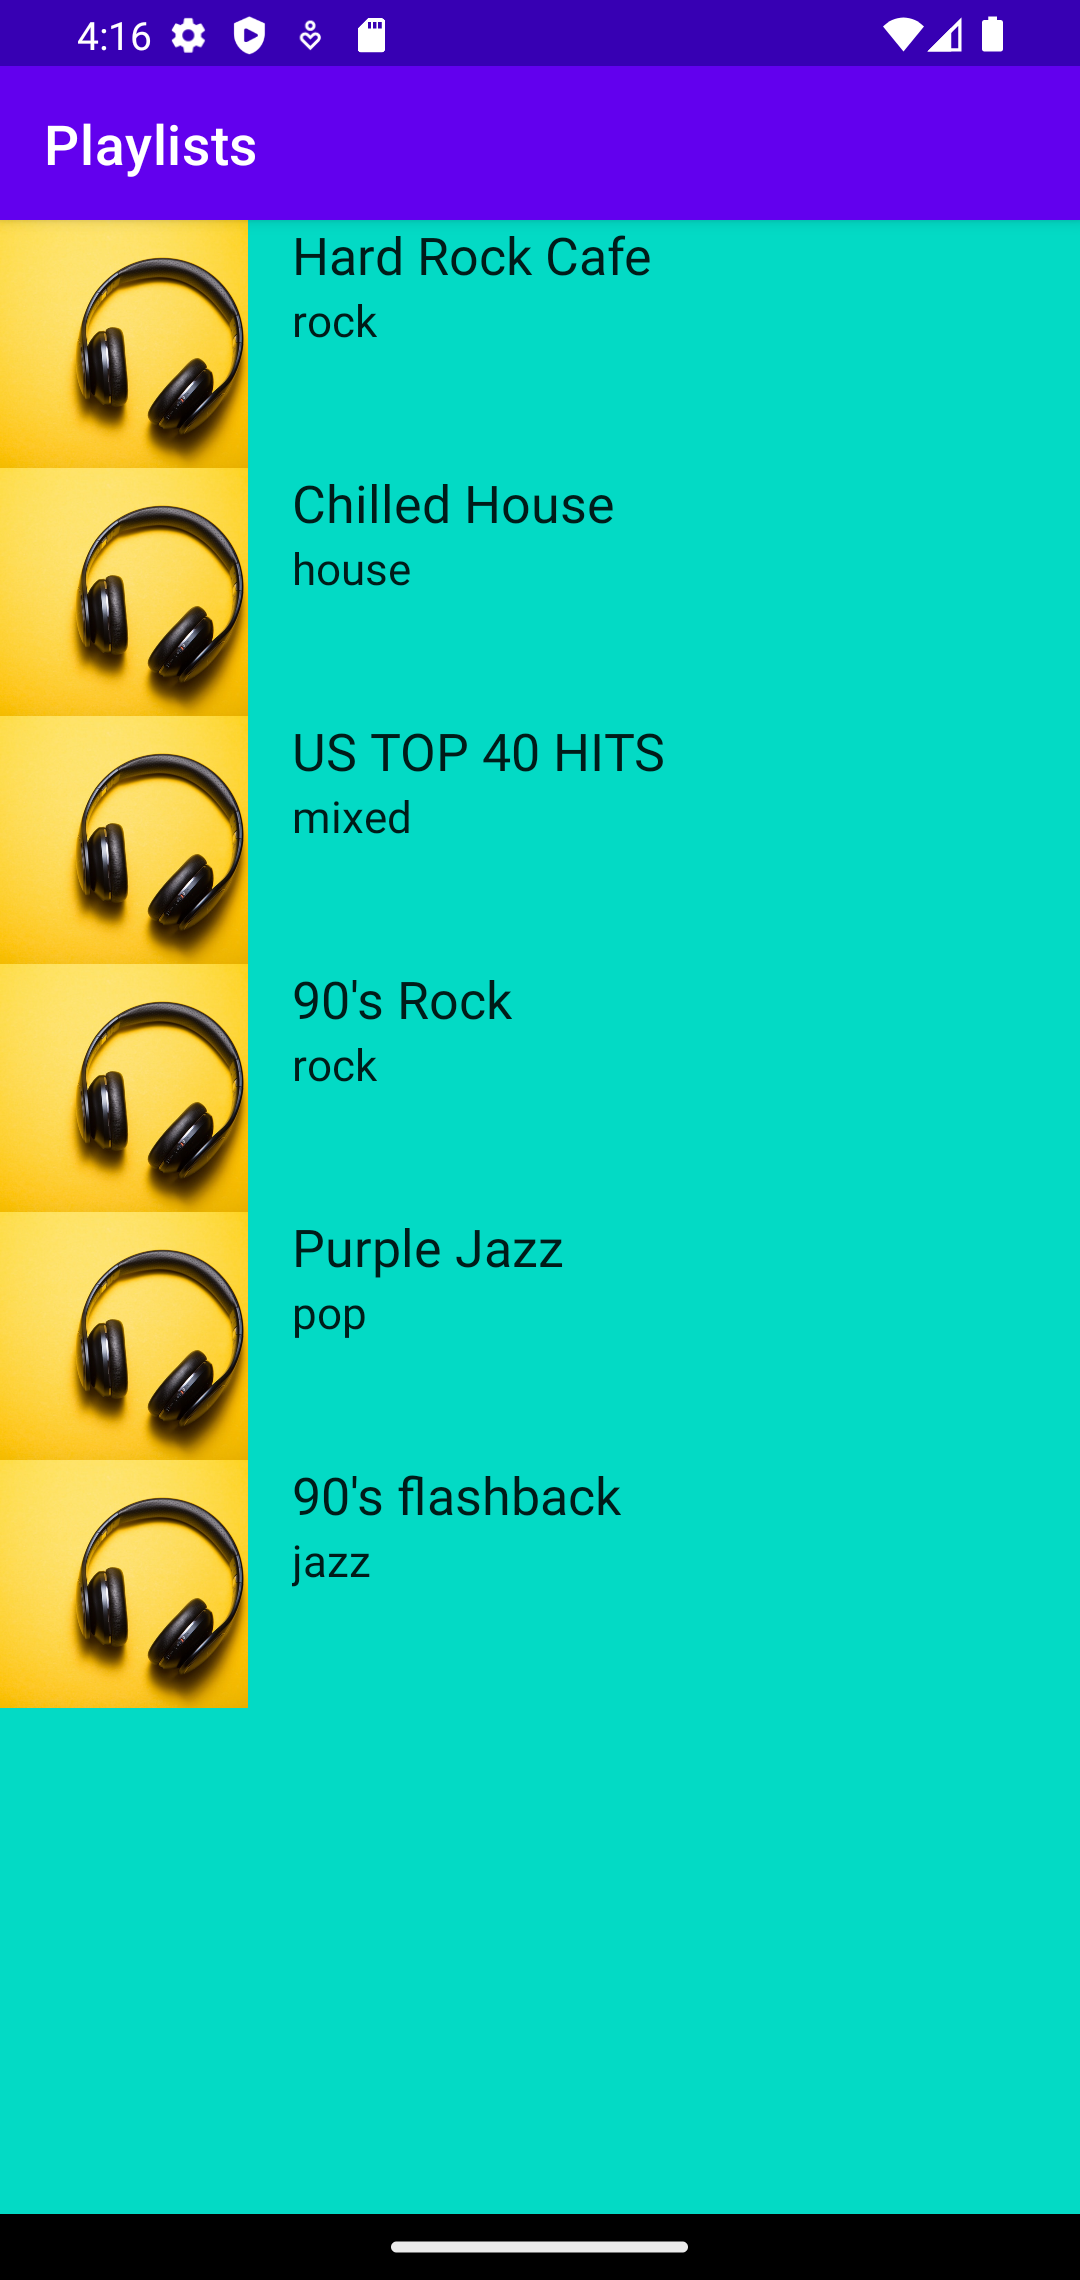 4:16
Playlists
Hard Rock Cafe
rock
Chilled House
house
US TOP 40 HITS
mixed
90's Rock
rock
Purple Jazz
pop
90's flashback
jazz